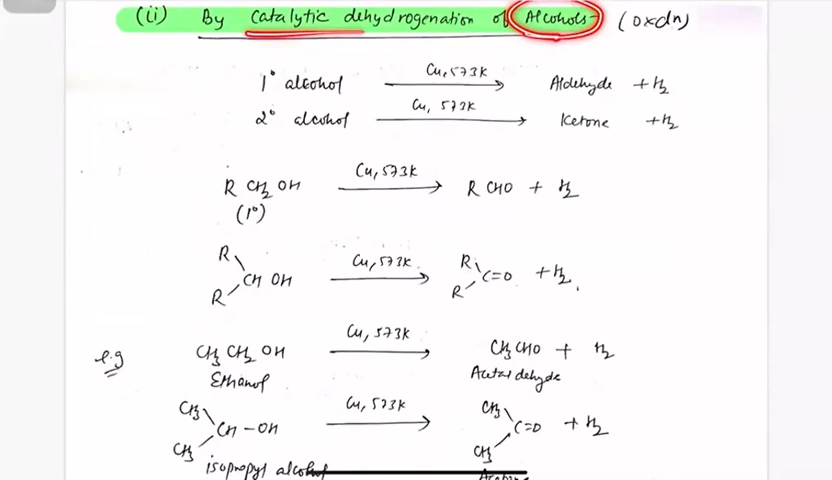 (ii) By Catalytic dehydrogenation of Alcohols (oxdn)
1° alcohol Cu, 573K Aldehyde + H2
2° alcohol Cu, 573K Ketone + H2
R CH2 OH Cu, 573K R CHO + H2
(1°)
R R CH OH Cu, 573K R R C=O + H2
e.g CH3 CH2 OH Cu, 573K CH3 CHO + H2
Ethanol Acetaldehyde
CH3 CH3 CH-OH Cu, 573K CH3 CH3 C=O + H2
isopropyl alcohol